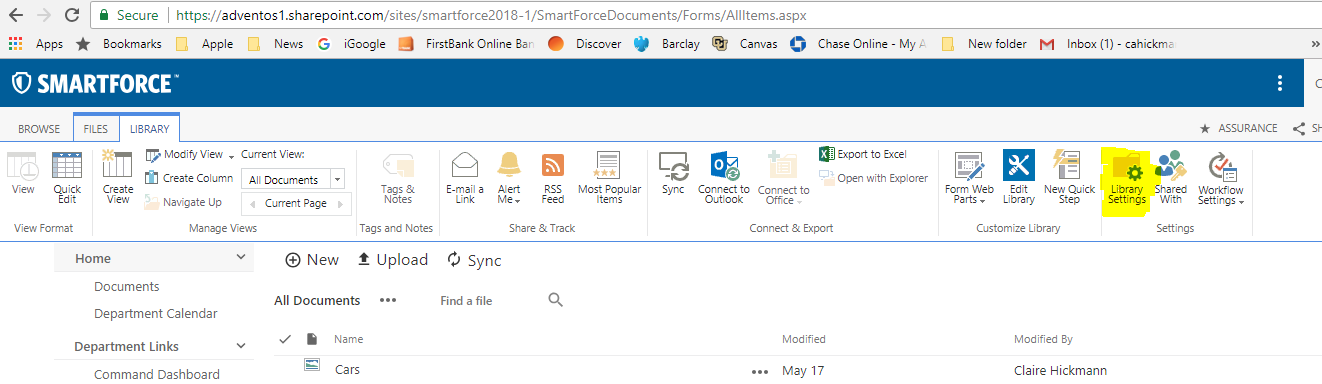 Secure https://adventos1.sharepoint.com/sites/smartforce2018-1/SmartForceDocuments/Forms/AllItems.aspx
Apps Bookmarks Apple News iGoogle FirstBank Online Ban Discover Barclay Canvas Chase Online - My A New folder Inbox (1) - cahickma »
SMARTFORCE™
BROWSE FILES LIBRARY ASSURANCE SH
View
Quick Edit
Create View
Modify View
Create Column
Navigate Up
Current View:
All Documents
Current Page
Tags & Notes
E-mail a Link
Alert Me
RSS Feed
Most Popular Items
Sync
Connect to Outlook
Connect to Office
Export to Excel
Open with Explorer
Form Web Parts
Edit Library
New Quick Step
Library Settings
Shared With
Workflow Settings
View Format Manage Views Tags and Notes Share & Track Connect & Export Customize Library Settings
Home
Documents
Department Calendar
Department Links
Command Dashboard
New Upload Sync
All Documents ••• Find a file
Name Modified Modified By
Cars ••• May 17 Claire Hickmann